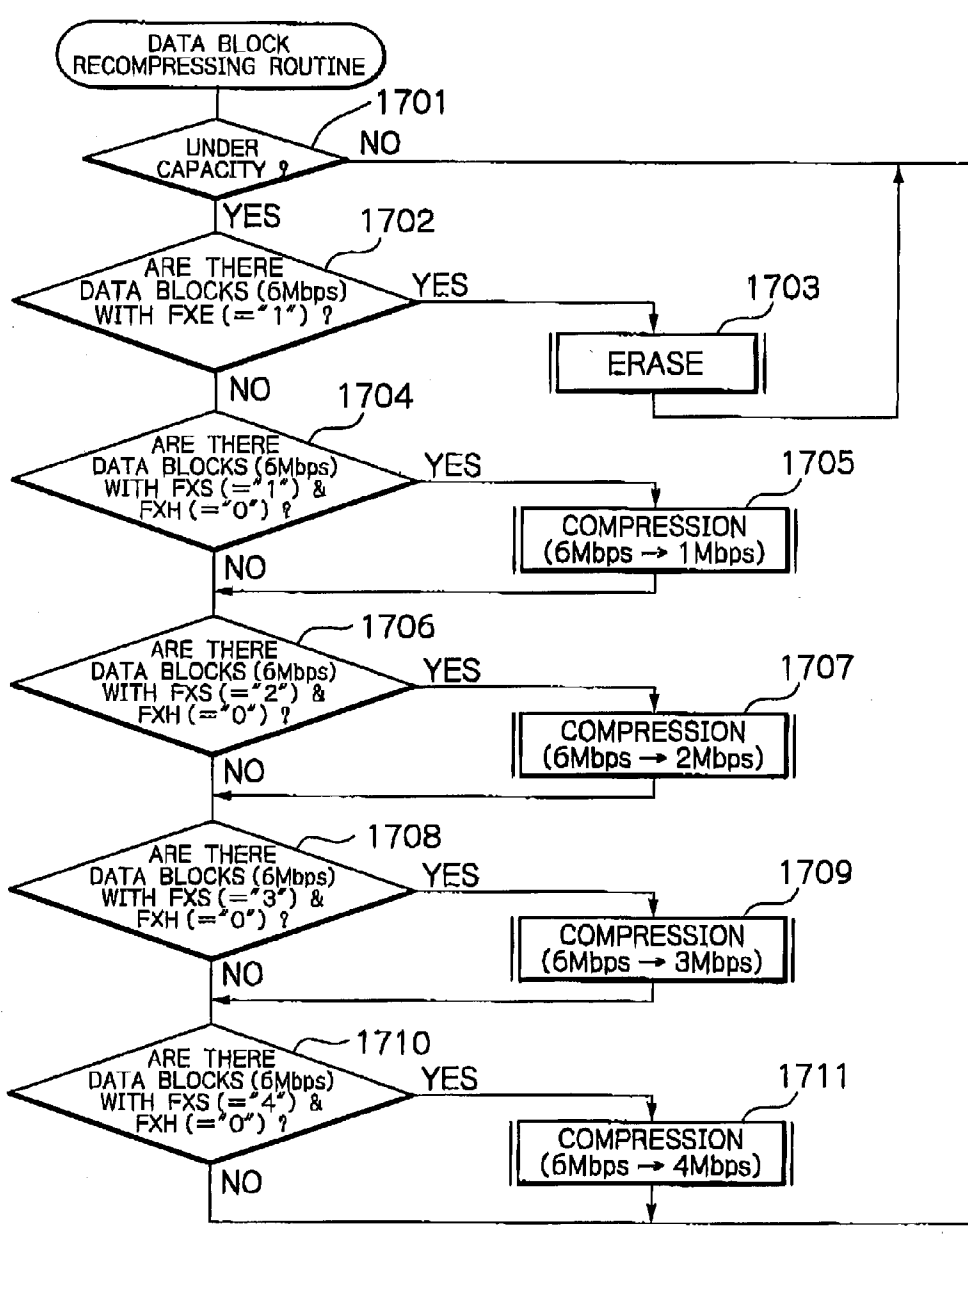 DATA BLOCK
RECOMPRESSING ROUTINE
1701
UNDER
CAPACITY ?
NO
YES
1702
ARE THERE
DATA BLOCKS (6Mbps)
WITH FXE (="1") ?
YES
1703
ERASE
NO
1704
ARE THERE
DATA BLOCKS (6Mbps)
WITH FXS (="1") &
FXH (="0") ?
YES
1705
COMPRESSION
(6Mbps → 1Mbps)
NO
1706
ARE THERE
DATA BLOCKS (6Mbps)
WITH FXS (="2") &
FXH (="0") ?
YES
1707
COMPRESSION
(6Mbps → 2Mbps)
NO
1708
ARE THERE
DATA BLOCKS (6Mbps)
WITH FXS (="3") &
FXH (="0") ?
YES
1709
COMPRESSION
(6Mbps → 3Mbps)
NO
1710
ARE THERE
DATA BLOCKS (6Mbps)
WITH FXS (="4") &
FXH (="0") ?
YES
1711
COMPRESSION
(6Mbps → 4Mbps)
NO